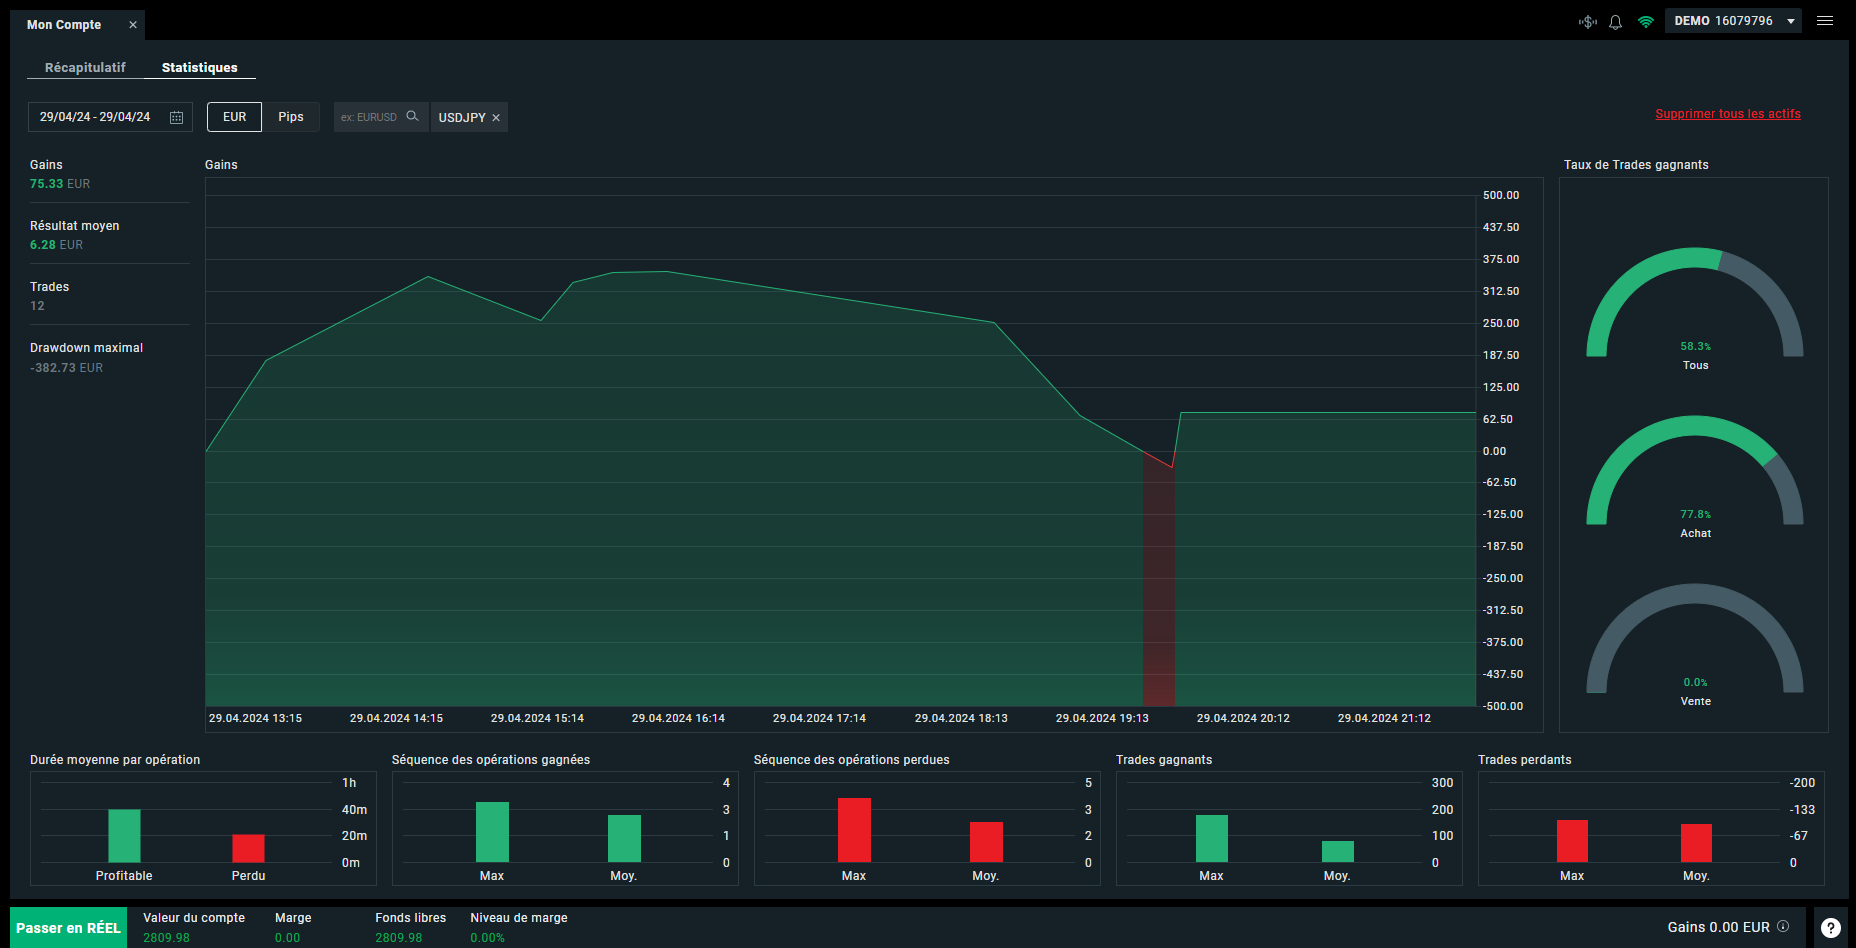 Mon Compte ×
DEMO 16079796
Récapitulatif Statistiques
29/04/24 - 29/04/24 EUR Pips ex: EURUSD USDJPY ×
Supprimer tous les actifs
Gains
75.33 EUR
Résultat moyen
6.28 EUR
Trades
12
Drawdown maximal
-382.73 EUR
Gains
500.00
437.50
375.00
312.50
250.00
187.50
125.00
62.50
0.00
-62.50
-125.00
-187.50
-250.00
-312.50
-375.00
-437.50
-500.00
29.04.2024 13:15 29.04.2024 14:15 29.04.2024 15:14 29.04.2024 16:14 29.04.2024 17:14 29.04.2024 18:13 29.04.2024 19:13 29.04.2024 20:12 29.04.2024 21:12
Taux de Trades gagnants
58.3%
Tous
77.8%
Achat
0.0%
Vente
Durée moyenne par opération
1h
40m
20m
0m
Profitable Perdu
Séquence des opérations gagnées
4
3
1
0
Max Moy.
Séquence des opérations perdues
5
3
2
0
Max Moy.
Trades gagnants
300
200
100
0
Max Moy.
Trades perdants
-200
-133
-67
0
Max Moy.
Passer en RÉEL
Valeur du compte
2809.98
Marge
0.00
Fonds libres
2809.98
Niveau de marge
0.00%
Gains 0.00 EUR
?